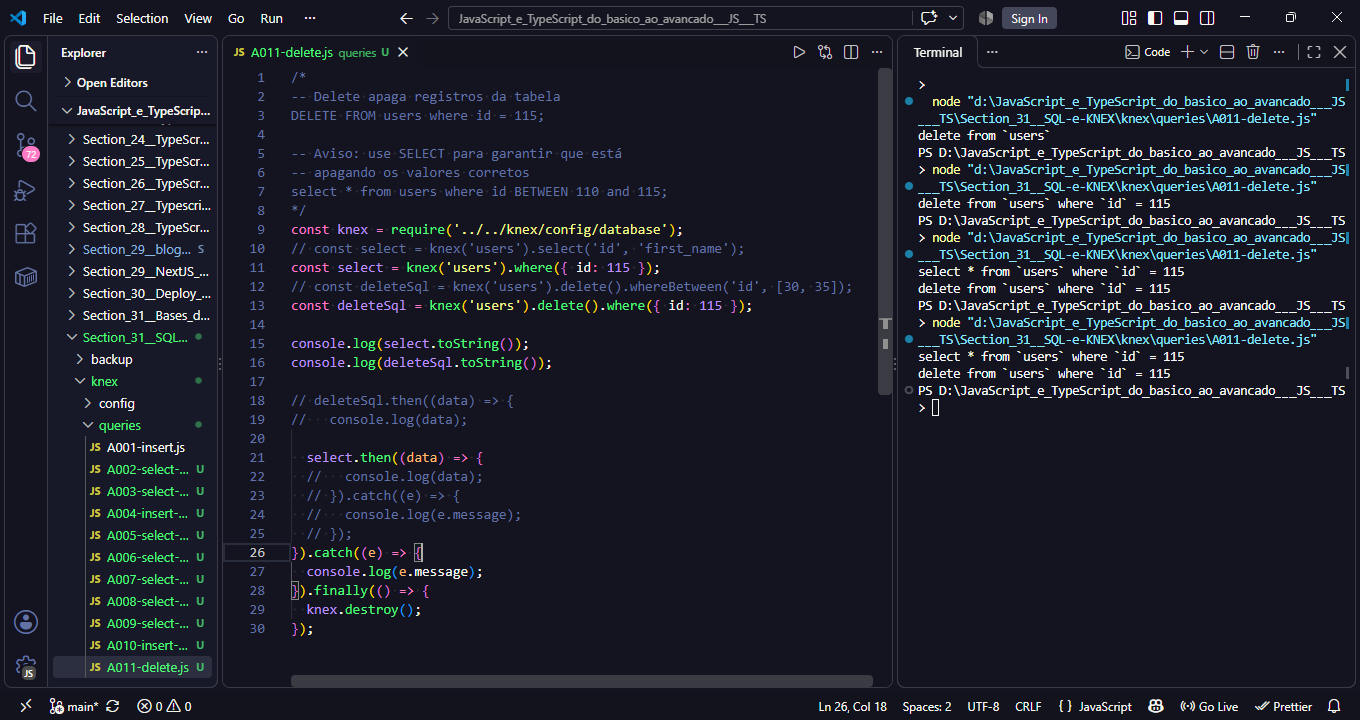 File Edit Selection View Go Run ···
JavaScript_e_TypeScript_do_basico_ao_avancado___JS___TS
Sign In
Explorer
Open Editors
JavaScript_e_TypeScrip...
Section_24__TypeScr...
Section_25__TypeScr...
Section_26__TypeScr...
Section_27__Typescri...
Section_28__TypeScr...
Section_29__blog... S
Section_29__NextJS_...
Section_30__Deploy_...
Section_31__Bases_d...
Section_31__SQL...
backup
knex
config
queries
JS A001-insert.js
JS A002-select-... U
JS A003-select-... U
JS A004-insert-... U
JS A005-select-... U
JS A006-select-... U
JS A007-select-... U
JS A008-select-... U
JS A009-select-... U
JS A010-insert-... U
JS A011-delete.js U
72
JS
JS A011-delete.js queries U
1 /*
2 -- Delete apaga registros da tabela
3 DELETE FROM users where id = 115;
4
5 -- Aviso: use SELECT para garantir que está
6 -- apagando os valores corretos
7 select * from users where id BETWEEN 110 and 115;
8 */
9 const knex = require('../../knex/config/database');
10 // const select = knex('users').select('id', 'first_name');
11 const select = knex('users').where({ id: 115 });
12 // const deleteSql = knex('users').delete().whereBetween('id', [30, 35]);
13 const deleteSql = knex('users').delete().where({ id: 115 });
14
15 console.log(select.toString());
16 console.log(deleteSql.toString());
17
18 // deleteSql.then((data) => {
19 //   console.log(data);
20
21   select.then((data) => {
22   //   console.log(data);
23   // }).catch((e) => {
24   //   console.log(e.message);
25   // });
26 }).catch((e) => {
27   console.log(e.message);
28 }).finally(() => {
29   knex.destroy();
30 });
Terminal ···
Code
>
node "d:\JavaScript_e_TypeScript_do_basico_ao_avancado___JS
___TS\Section_31__SQL-e-KNEX\knex\queries\A011-delete.js"
delete from `users`
PS D:\JavaScript_e_TypeScript_do_basico_ao_avancado___JS___TS
> node "d:\JavaScript_e_TypeScript_do_basico_ao_avancado___JS
___TS\Section_31__SQL-e-KNEX\knex\queries\A011-delete.js"
delete from `users` where `id` = 115
PS D:\JavaScript_e_TypeScript_do_basico_ao_avancado___JS___TS
> node "d:\JavaScript_e_TypeScript_do_basico_ao_avancado___JS
___TS\Section_31__SQL-e-KNEX\knex\queries\A011-delete.js"
select * from `users` where `id` = 115
delete from `users` where `id` = 115
PS D:\JavaScript_e_TypeScript_do_basico_ao_avancado___JS___TS
> node "d:\JavaScript_e_TypeScript_do_basico_ao_avancado___JS
___TS\Section_31__SQL-e-KNEX\knex\queries\A011-delete.js"
select * from `users` where `id` = 115
delete from `users` where `id` = 115
PS D:\JavaScript_e_TypeScript_do_basico_ao_avancado___JS___TS
>
main* 0 0 Ln 26, Col 18 Spaces: 2 UTF-8 CRLF { } JavaScript Go Live Prettier